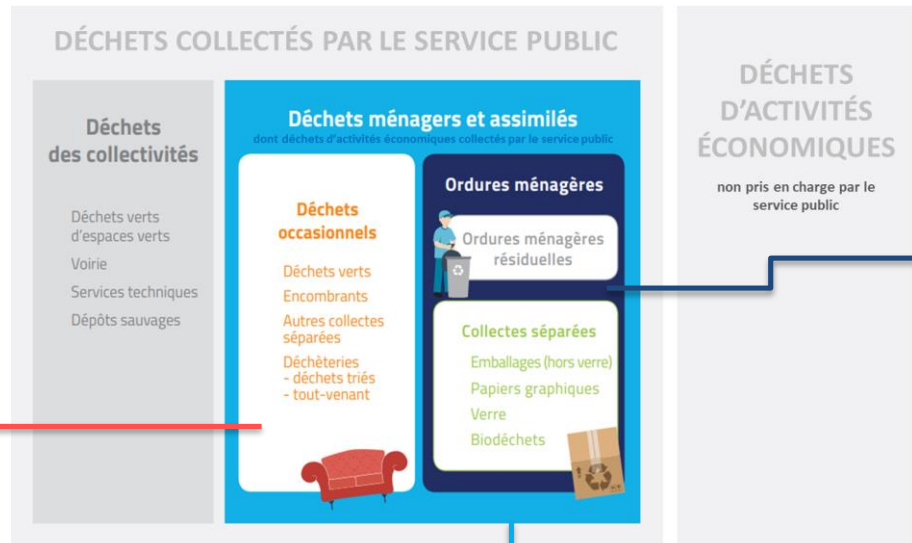 DÉCHETS COLLECTÉS PAR LE SERVICE PUBLIC
Déchets
des collectivités
Déchets verts
d'espaces verts
Voirie
Services techniques
Dépôts sauvages
Déchets ménagers et assimilés
dont déchets d'activités économiques collectés par le service public
Déchets
occasionnels
Déchets verts
Encombrants
Autres collectes
séparées
Déchèteries
- déchets triés
- tout-venant
Ordures ménagères
Ordures ménagères
résiduelles
Collectes séparées
Emballages (hors verre)
Papiers graphiques
Verre
Biodéchets
DÉCHETS
D'ACTIVITÉS
ÉCONOMIQUES
non pris en charge par le
service public